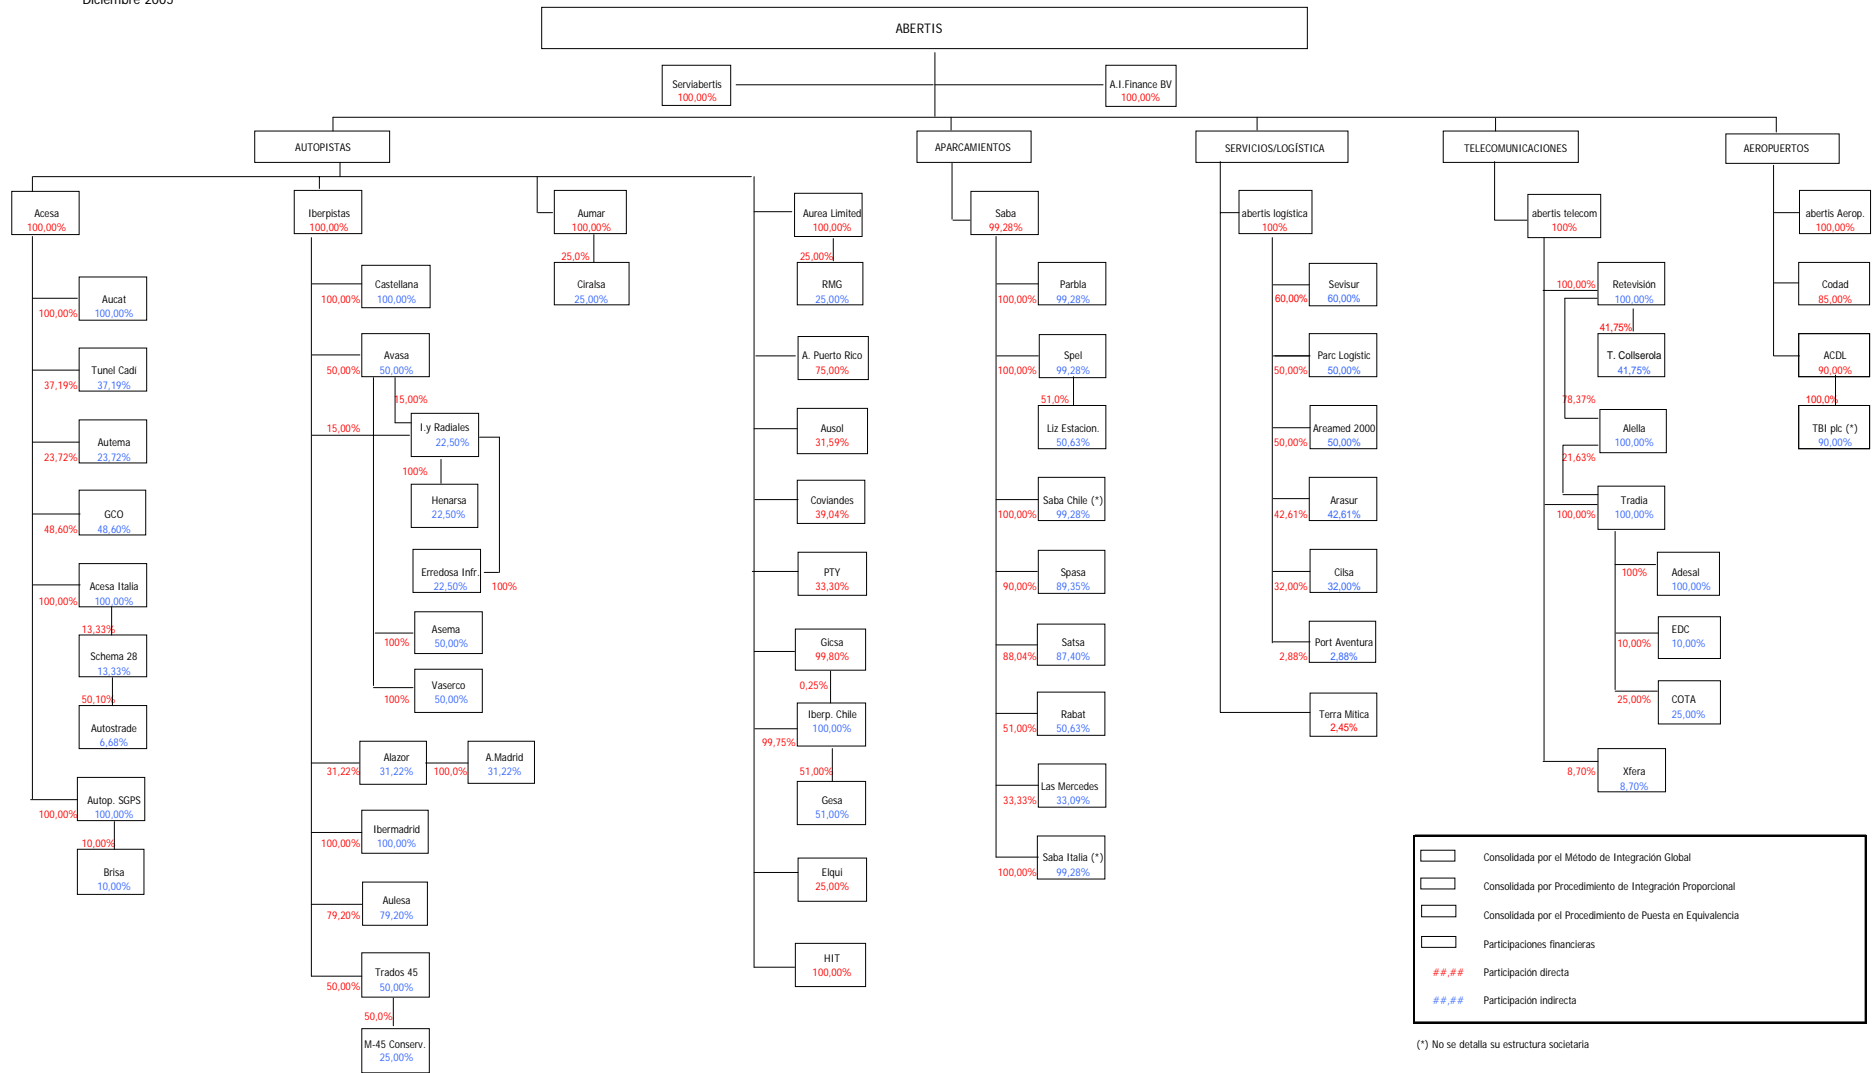 Diciembre 2005
ABERTIS
Serviabertis
100,00%
A.I.Finance BV
100,00%
AUTOPISTAS
APARCAMIENTOS
SERVICIOS/LOGÍSTICA
TELECOMUNICACIONES
AEROPUERTOS
Acesa
100,00%
100,00%
Aucat
100,00%
37,19%
Tunel Cadí
37,19%
23,72%
Autema
23,72%
48,60%
GCO
48,60%
100,00%
Acesa Italia
100,00%
13,33%
Schema 28
13,33%
50,10%
Autostrade
6,68%
100,00%
Autop. SGPS
100,00%
10,00%
Brisa
10,00%
Iberpistas
100,00%
100,00%
Castellana
100,00%
50,00%
Avasa
50,00%
15,00%
15,00%
I.y Radiales
22,50%
100%
Henarsa
22,50%
Erredosa Infr.
22,50%
100%
100%
Asema
50,00%
100%
Vaserco
50,00%
31,22%
Alazor
31,22%
100,0%
A.Madrid
31,22%
100,00%
Ibermadrid
100,00%
79,20%
Aulesa
79,20%
50,00%
Trados 45
50,00%
50,0%
M-45 Conserv.
25,00%
Aumar
100,00%
25,0%
Ciralsa
25,00%
Aurea Limited
100,00%
25,00%
RMG
25,00%
A. Puerto Rico
75,00%
Ausol
31,59%
Coviandes
39,04%
PTY
33,30%
Gicsa
99,80%
0,25%
99,75%
Iberp. Chile
100,00%
51,00%
Gesa
51,00%
Elqui
25,00%
HIT
100,00%
Saba
99,28%
100,00%
Parbla
99,28%
100,00%
Spel
99,28%
51,0%
Liz Estacion.
50,63%
100,00%
Saba Chile (*)
99,28%
90,00%
Spasa
89,35%
88,04%
Satsa
87,40%
51,00%
Rabat
50,63%
33,33%
Las Mercedes
33,09%
100,00%
Saba Italia (*)
99,28%
abertis logística
100%
60,00%
Sevisur
60,00%
50,00%
Parc Logistic
50,00%
50,00%
Areamed 2000
50,00%
42,61%
Arasur
42,61%
32,00%
Cilsa
32,00%
2,88%
Port Aventura
2,88%
Terra Mitica
2,45%
abertis telecom
100%
100,00%
Retevisión
100,00%
41,75%
T. Collserola
41,75%
78,37%
Alella
100,00%
21,63%
100,00%
Tradia
100,00%
100%
Adesal
100,00%
10,00%
EDC
10,00%
25,00%
COTA
25,00%
8,70%
Xfera
8,70%
abertis Aerop.
100,00%
Codad
85,00%
ACDL
90,00%
100,0%
TBI plc (*)
90,00%
Consolidada por el Método de Integración Global
Consolidada por Procedimiento de Integración Proporcional
Consolidada por el Procedimiento de Puesta en Equivalencia
Participaciones financieras
##,## Participación directa
##,## Participación indirecta
(*) No se detalla su estructura societaria